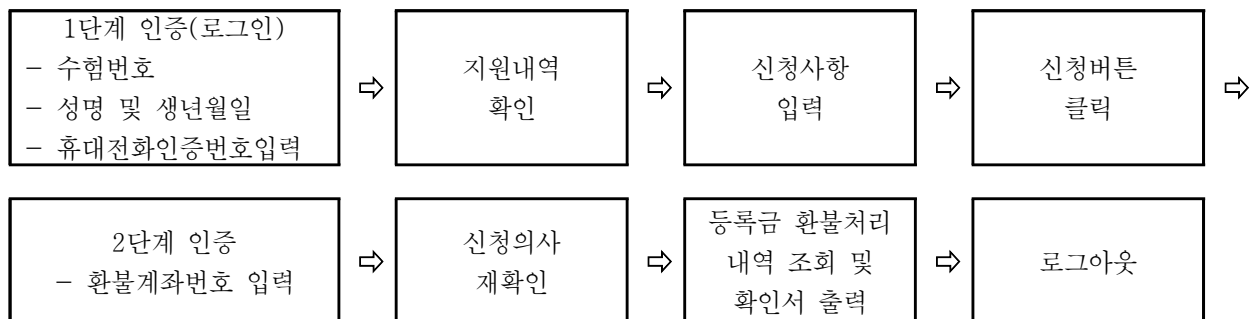 1단계 인증(로그인)
- 수험번호
- 성명 및 생년월일
- 휴대전화인증번호입력
⇨
지원내역
확인
⇨
신청사항
입력
⇨
신청버튼
클릭
⇨
2단계 인증
- 환불계좌번호 입력
⇨
신청의사
재확인
⇨
등록금 환불처리
내역 조회 및
확인서 출력
⇨
로그아웃